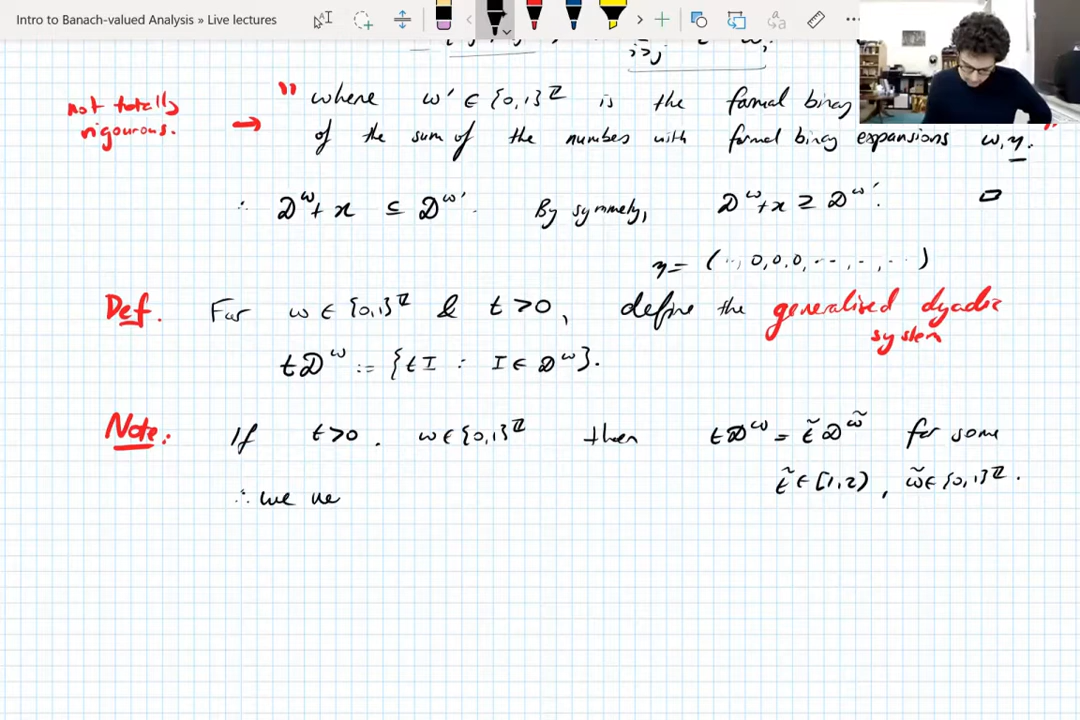 Intro to Banach-valued Analysis » Live lectures
i>j
not totally
rigourous.
→ " where ω' ∈ {0,1}^ℤ is the formal binary
of the sum of the numbers with formal binary expansions ω, η. "
∴ 𝒟^ω + x ⊆ 𝒟^ω'. By symmety, 𝒟^ω + x ⊇ 𝒟^ω'. □
η = (.., 0,0,0, ..., ., ...)
Def. For ω ∈ {0,1}^ℤ & t>0, define the generalised dyadic
system
t𝒟^ω := {tI : I ∈ 𝒟^ω}.
Note: If t>0, ω ∈ {0,1}^ℤ then t𝒟^ω = t̃𝒟^ω̃ for some
t̃ ∈ [1,2), ω̃ ∈ {0,1}^ℤ.
∴ we ne